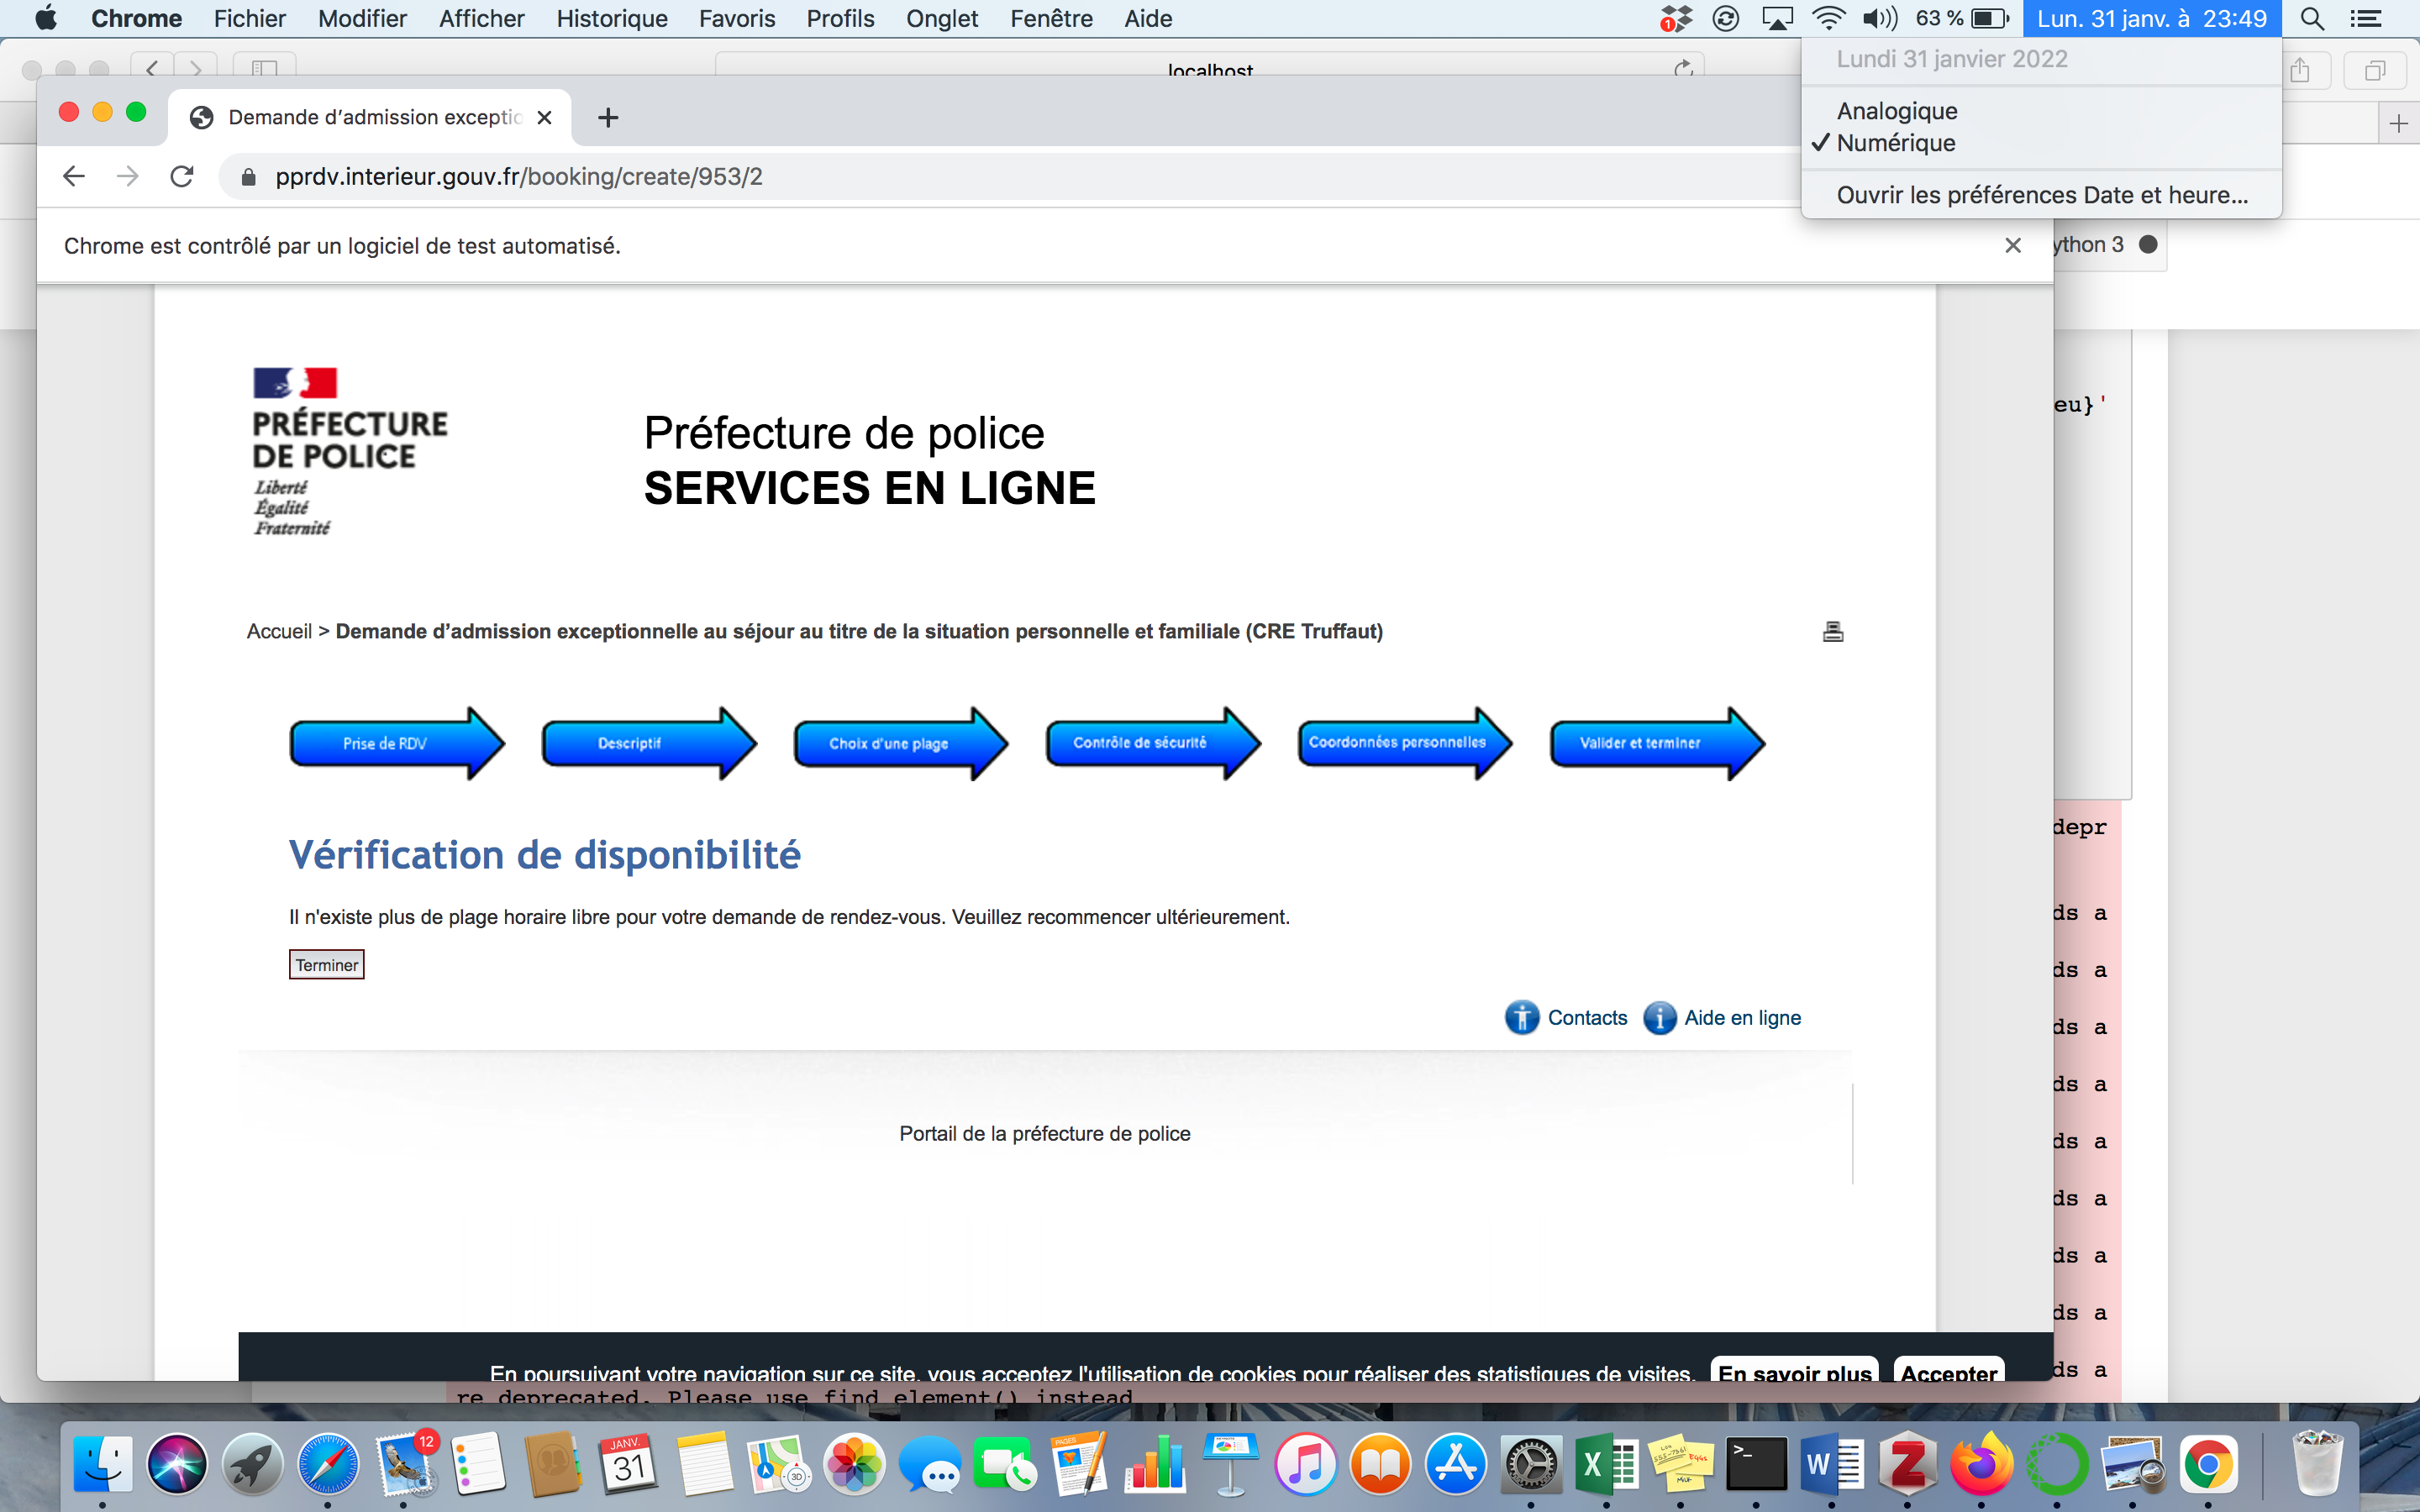 Chrome Fichier Modifier Afficher Historique Favoris Profils Onglet Fenêtre Aide 1 63 % Lun. 31 janv. à 23:49
localhost
Lundi 31 janvier 2022
Analogique
✓ Numérique
Ouvrir les préférences Date et heure...
Demande d’admission exceptio
pprdv.interieur.gouv.fr/booking/create/953/2
Chrome est contrôlé par un logiciel de test automatisé.
ython 3
eu}'
PRÉFECTURE
DE POLICE
Liberté
Égalité
Fraternité
Préfecture de police
SERVICES EN LIGNE
Accueil > Demande d’admission exceptionnelle au séjour au titre de la situation personnelle et familiale (CRE Truffaut)
Prise de RDV
Descriptif
Choix d'une plage
Contrôle de sécurité
Coordonnées personnelles
Valider et terminer
Vérification de disponibilité
Il n'existe plus de plage horaire libre pour votre demande de rendez-vous. Veuillez recommencer ultérieurement.
Terminer
Contacts
Aide en ligne
Portail de la préfecture de police
depr
ds a
ds a
ds a
ds a
ds a
ds a
ds a
ds a
ds a
En poursuivant votre navigation sur ce site, vous acceptez l'utilisation de cookies pour réaliser des statistiques de visites. En savoir plus Accepter
re deprecated. Please use find_element() instead
12
JANV.
31
3D
PAGES